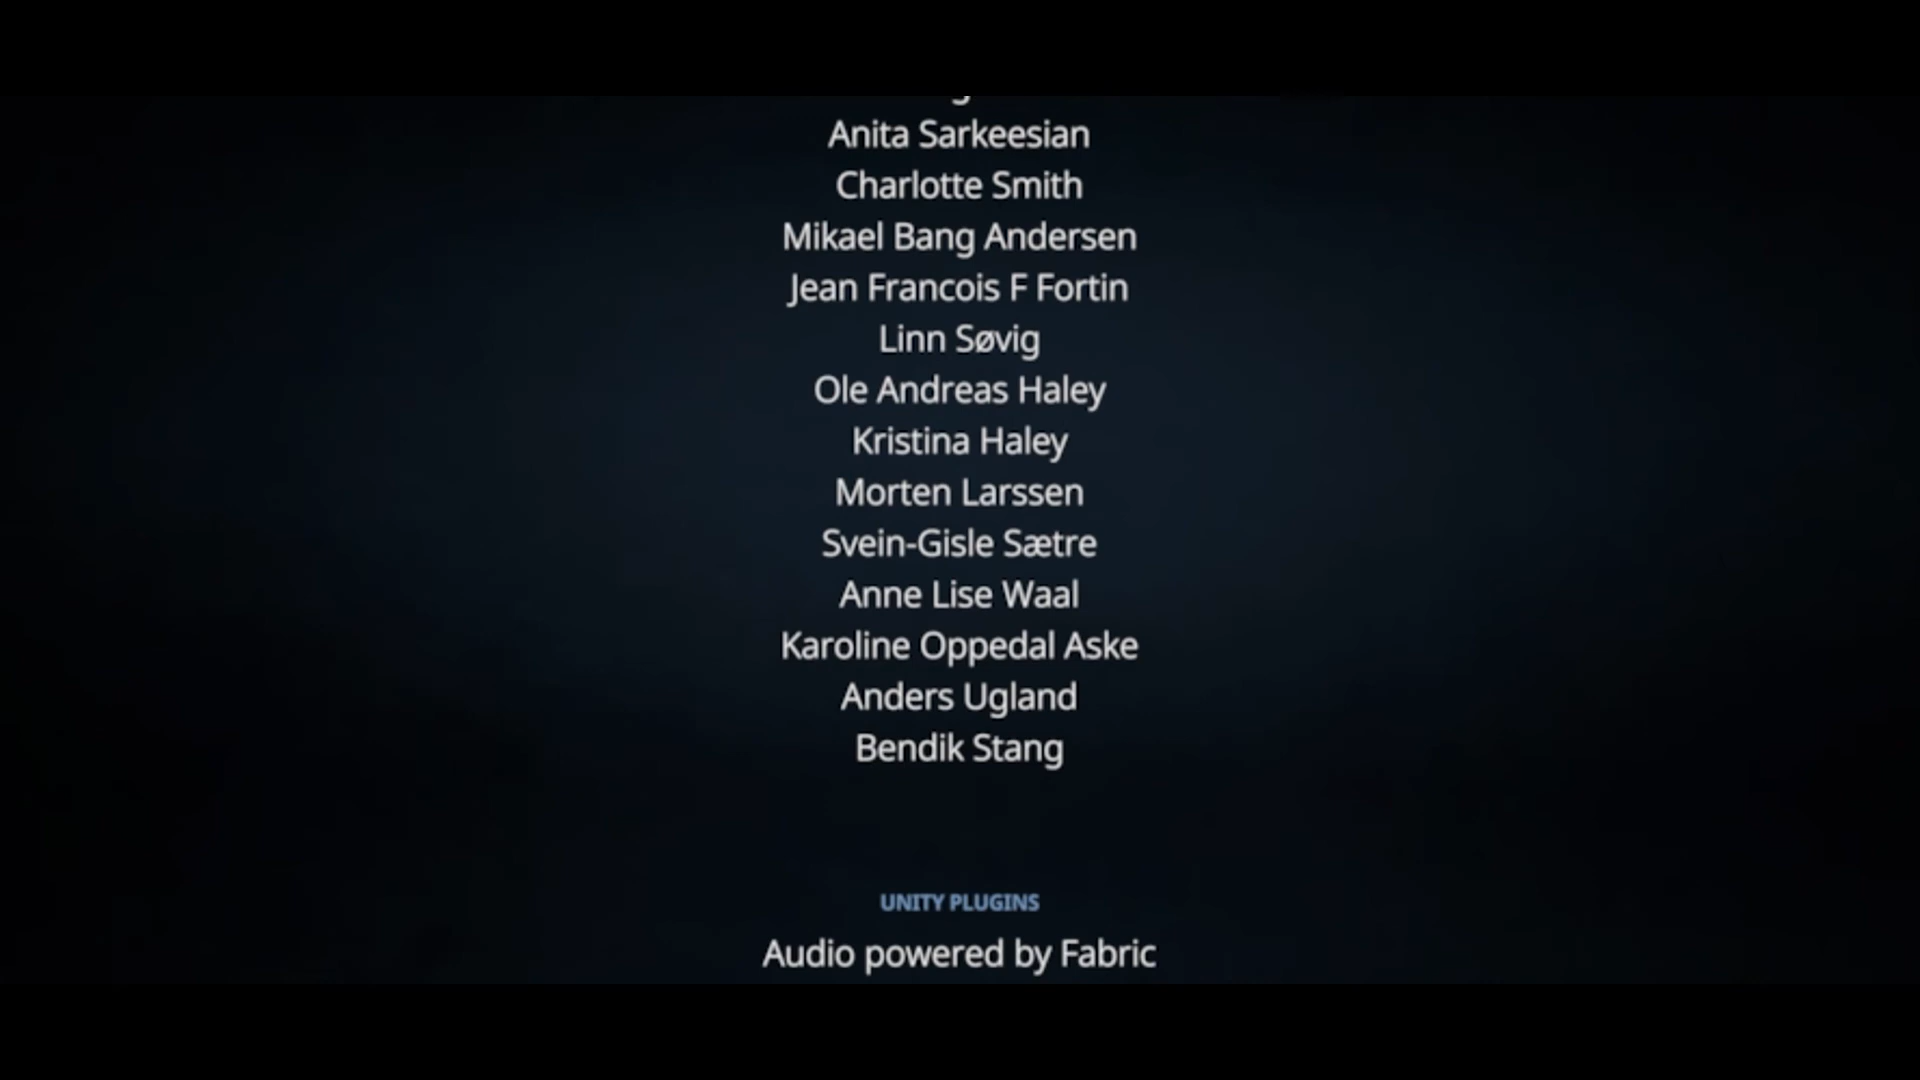 Anita Sarkeesian
Charlotte Smith
Mikael Bang Andersen
Jean Francois F Fortin
Linn Søvig
Ole Andreas Haley
Kristina Haley
Morten Larssen
Svein-Gisle Sætre
Anne Lise Waal
Karoline Oppedal Aske
Anders Ugland
Bendik Stang
UNITY PLUGINS
Audio powered by Fabric